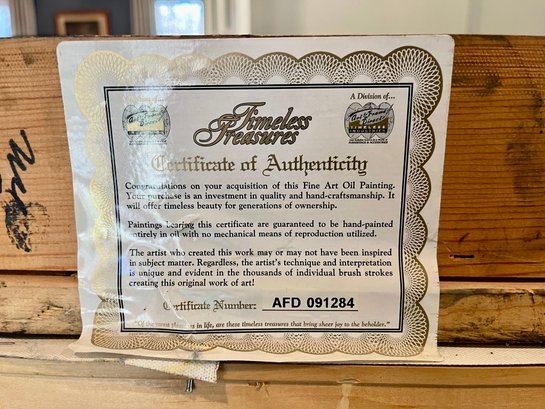 A Division of...
Timeless
Treasures
Certificate of Authenticity
Congratulations on your acquisition of this Fine Art Oil Painting.
Your purchase is an investment in quality and hand-craftsmanship. It
will offer timeless beauty for generations of ownership.
Paintings bearing this certificate are guaranteed to be hand-painted
entirely in oil with no mechanical means of reproduction utilized.
The artist who created this work may or may not have been inspired
in subject matter. Regardless, the artist's technique and interpretation
is unique and evident in the thousands of individual brush strokes
creating this original work of art!
Certificate Number: AFD 091284
"Of the many in life, are these timeless treasures that bring sheer joy to the beholder."